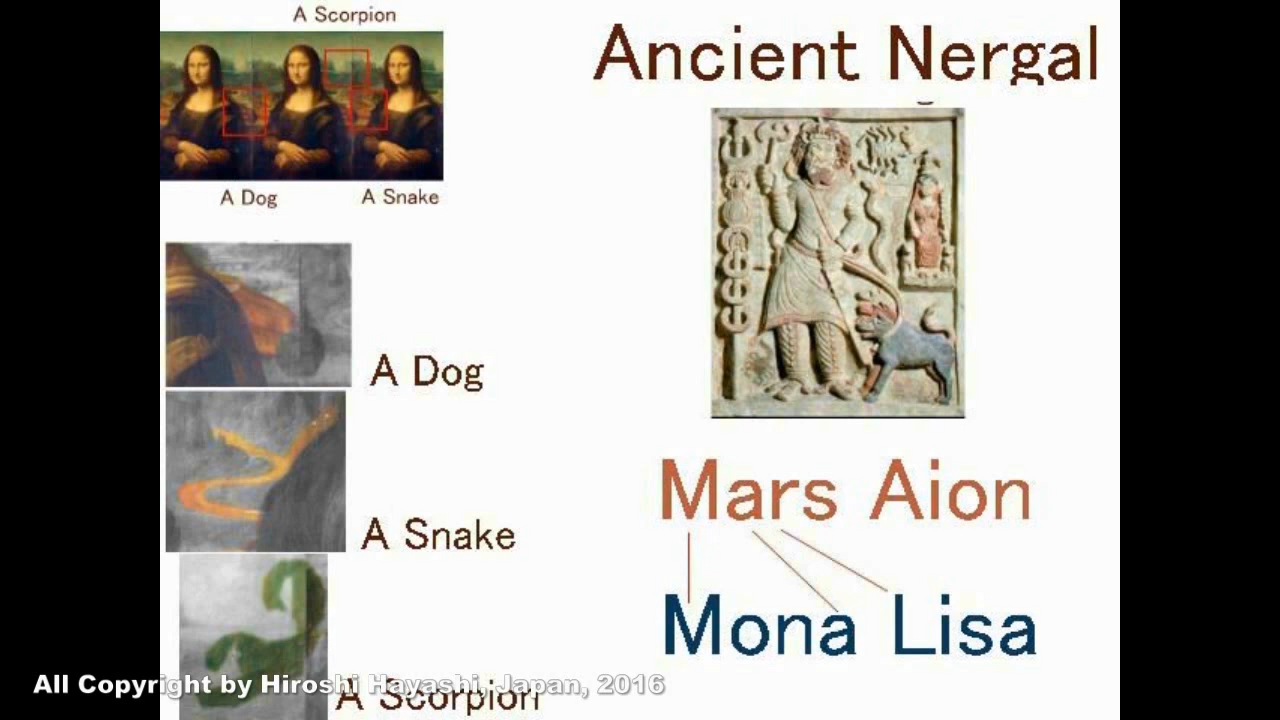 A Scorpion
A Dog
A Snake
A Dog
A Snake
A Scorpion
Ancient Nergal
Mars Aion
Mona Lisa
All Copyright by Hiroshi Hayashi, Japan, 2016